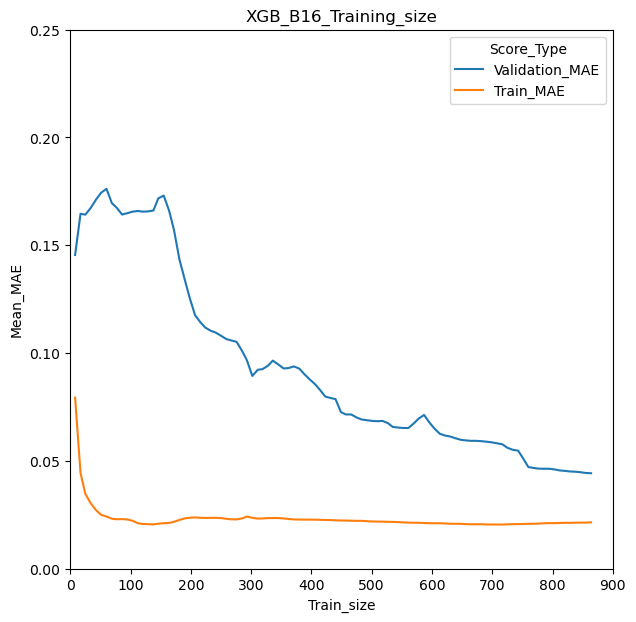 XGB_B16_Training_size
Score_Type
Validation_MAE
Train_MAE
0.25
0.20
0.15
0.10
0.05
0.00
Mean_MAE
0 100 200 300 400 500 600 700 800 900
Train_size